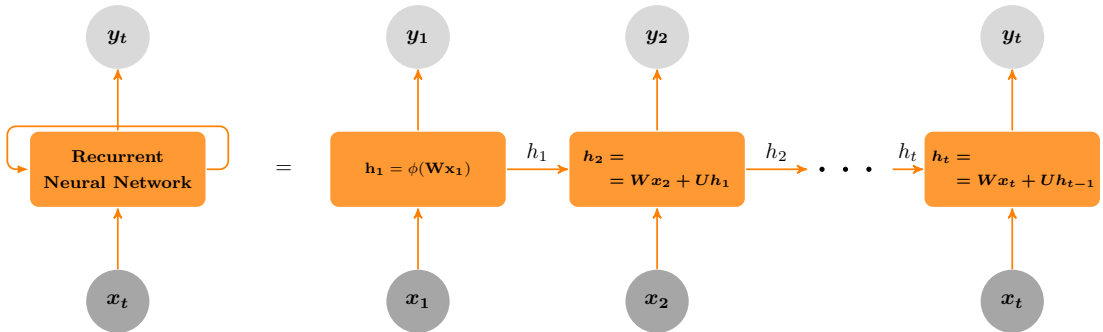 y_t
y_1
y_2
y_t
Recurrent
Neural Network
=
h_1 = ϕ(Wx_1)
h_1
h_2 =
= Wx_2 + Uh_1
h_2
. . .
h_t
h_t =
= Wx_t + Uh_{t−1}
x_t
x_1
x_2
x_t